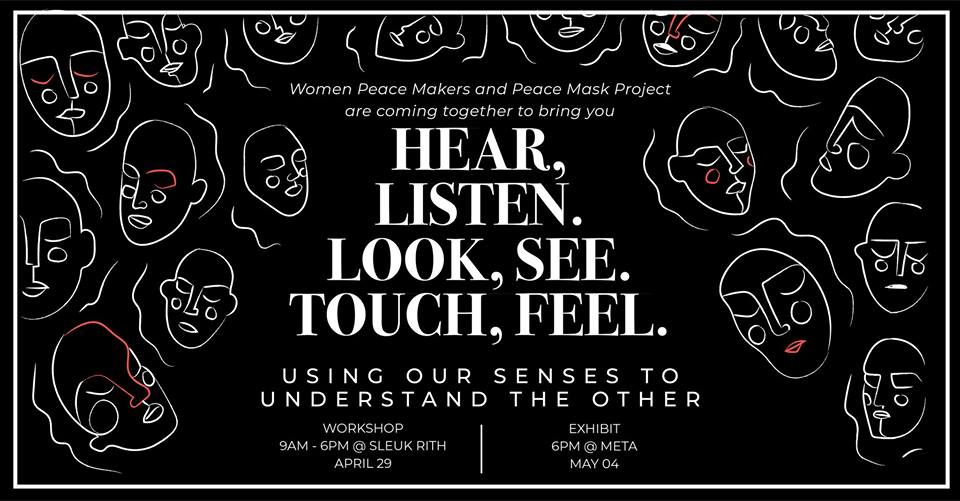 Women Peace Makers and Peace Mask Project
are coming together to bring you
HEAR,
LISTEN.
LOOK, SEE.
TOUCH, FEEL.
USING OUR SENSES TO
UNDERSTAND THE OTHER
WORKSHOP
9AM - 6PM @ SLEUK RITH
APRIL 29
EXHIBIT
6PM @ META
MAY 04